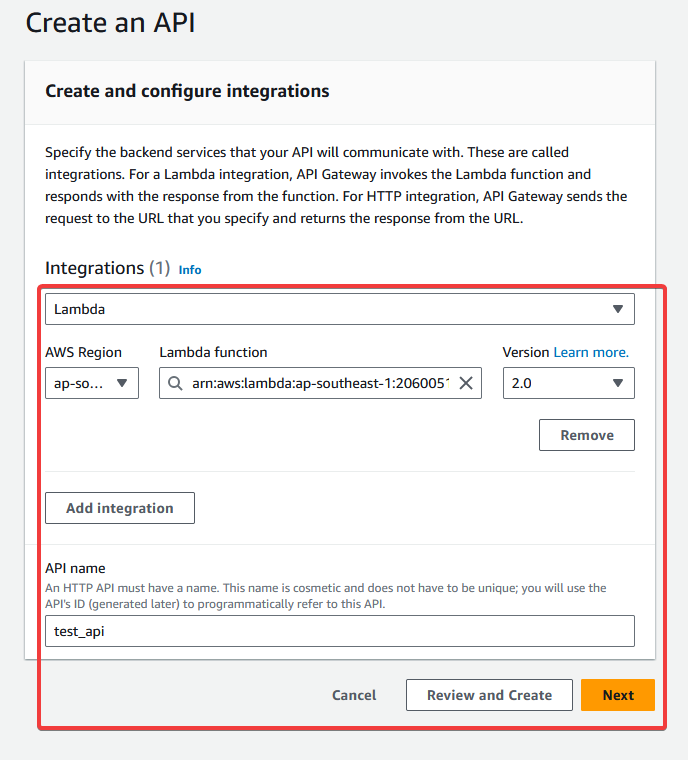 Create an API
Create and configure integrations
Specify the backend services that your API will communicate with. These are called
integrations. For a Lambda integration, API Gateway invokes the Lambda function and
responds with the response from the function. For HTTP integration, API Gateway sends the
request to the URL that you specify and returns the response from the URL.
Integrations (1) Info
Lambda
AWS Region Lambda function Version Learn more.
ap-so... arn:aws:lambda:ap-southeast-1:2060051 2.0
Remove
Add integration
API name
An HTTP API must have a name. This name is cosmetic and does not have to be unique; you will use the
API's ID (generated later) to programmatically refer to this API.
test_api
Cancel Review and Create Next